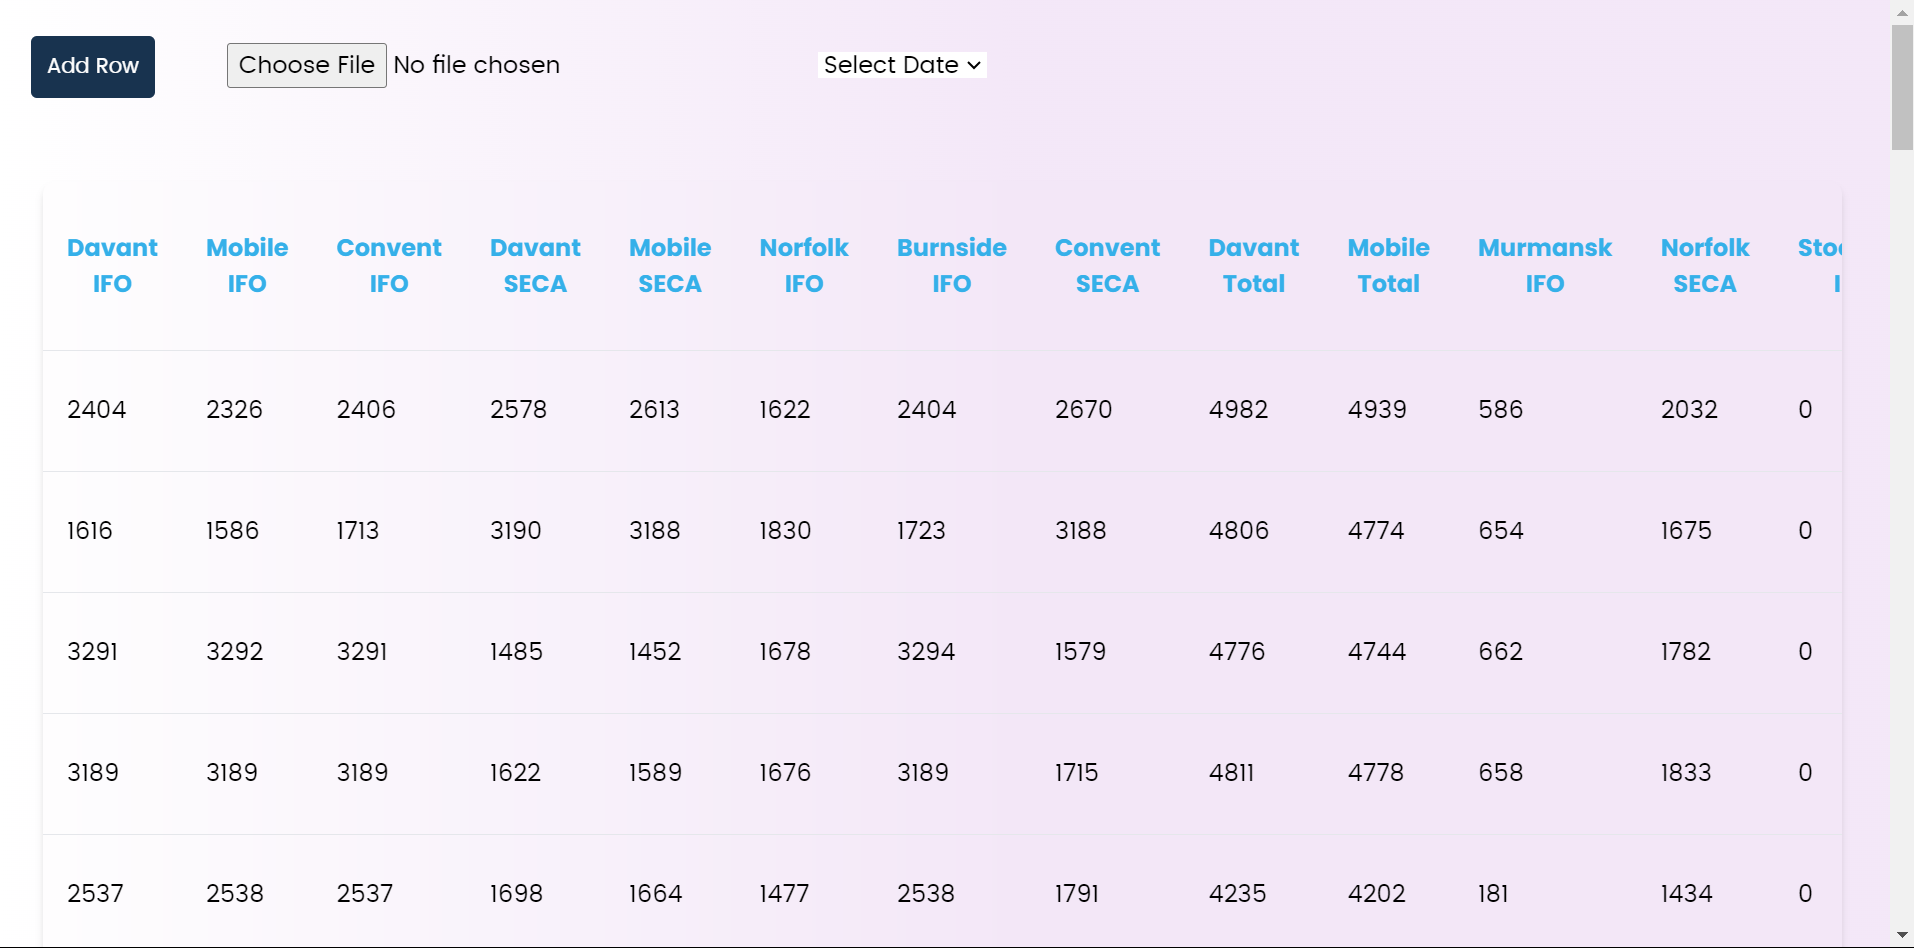 Add Row Choose File No file chosen Select Date
Davant Mobile Convent Davant Mobile Norfolk Burnside Convent Davant Mobile Murmansk Norfolk
IFO IFO IFO SECA SECA IFO IFO SECA Total Total IFO SECA
2404 2326 2406 2578 2613 1622 2404 2670 4982 4939 586 2032 0
1616 1586 1713 3190 3188 1830 1723 3188 4806 4774 654 1675 0
3291 3292 3291 1485 1452 1678 3294 1579 4776 4744 662 1782 0
3189 3189 3189 1622 1589 1676 3189 1715 4811 4778 658 1833 0
2537 2538 2537 1698 1664 1477 2538 1791 4235 4202 181 1434 0